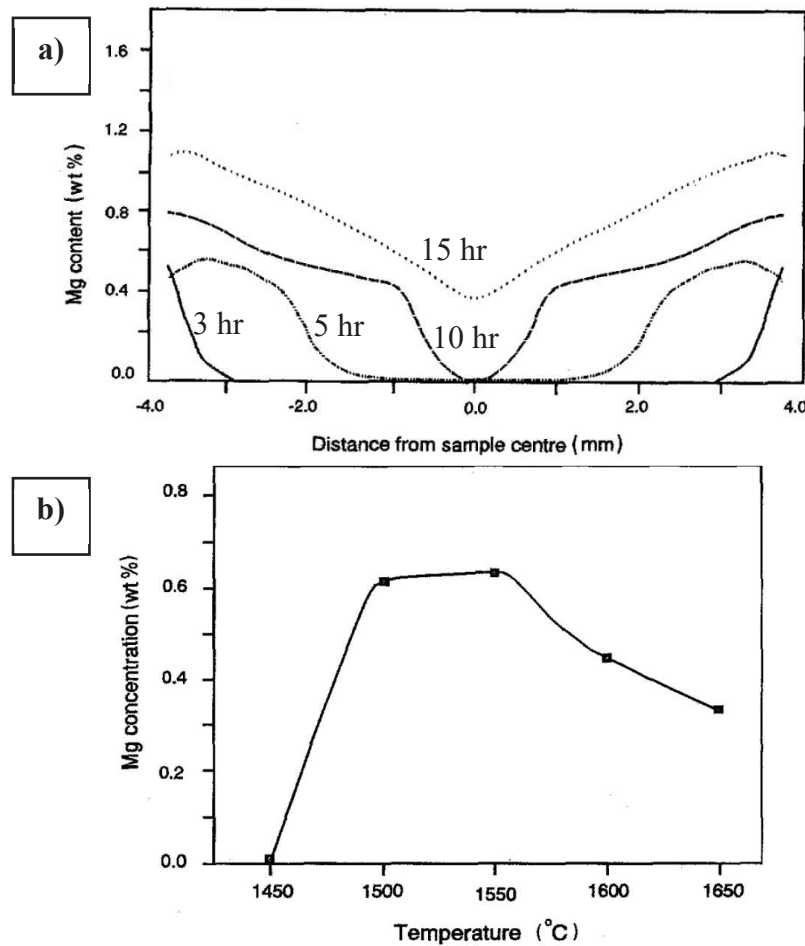 a)
Mg content (wt %)
1.6
1.2
0.8
0.4
0.0
15 hr
3 hr
5 hr
10 hr
-4.0
-2.0
0.0
2.0
4.0
Distance from sample centre (mm)
b)
Mg concentration (wt %)
0.8
0.6
0.4
0.2
0.0
1450
1500
1550
1600
1650
Temperature (°C)